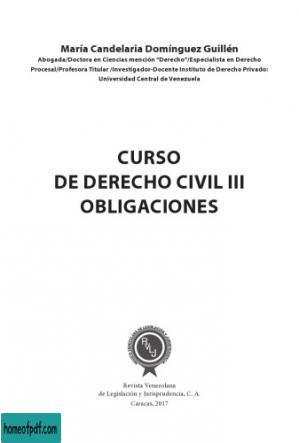 María Candelaria Domínguez Guillén
Abogada/Doctora en Ciencias mención "Derecho"/Especialista en Derecho
Procesal/Profesora Titular /Investigador-Docente Instituto de Derecho Privado:
Universidad Central de Venezuela
CURSO
DE DERECHO CIVIL III
OBLIGACIONES
RVLJ
Revista Venezolana
de Legislación y Jurisprudencia, C. A.
Caracas, 2017
homeofpdf.com